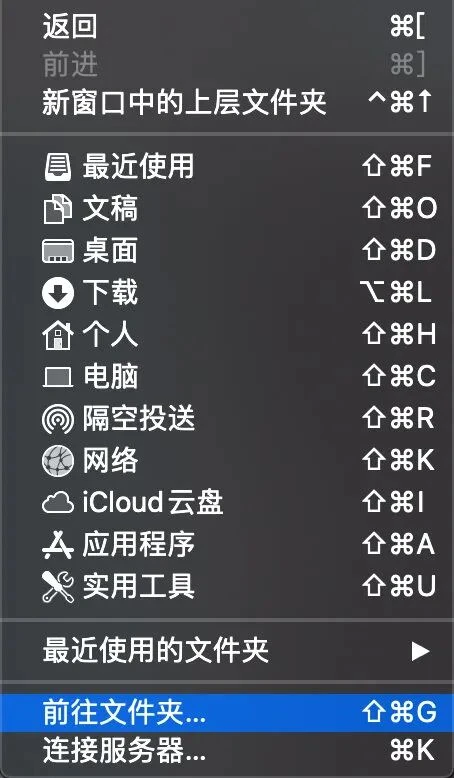 返回 ⌘[
前进 ⌘]
新窗口中的上层文件夹 ^⌘↑
最近使用 ⇧⌘F
文稿 ⇧⌘O
桌面 ⇧⌘D
下载 ⌥⌘L
个人 ⇧⌘H
电脑 ⇧⌘C
隔空投送 ⇧⌘R
网络 ⇧⌘K
iCloud云盘 ⇧⌘I
应用程序 ⇧⌘A
实用工具 ⇧⌘U
最近使用的文件夹 ▶
前往文件夹... ⇧⌘G
连接服务器... ⌘K